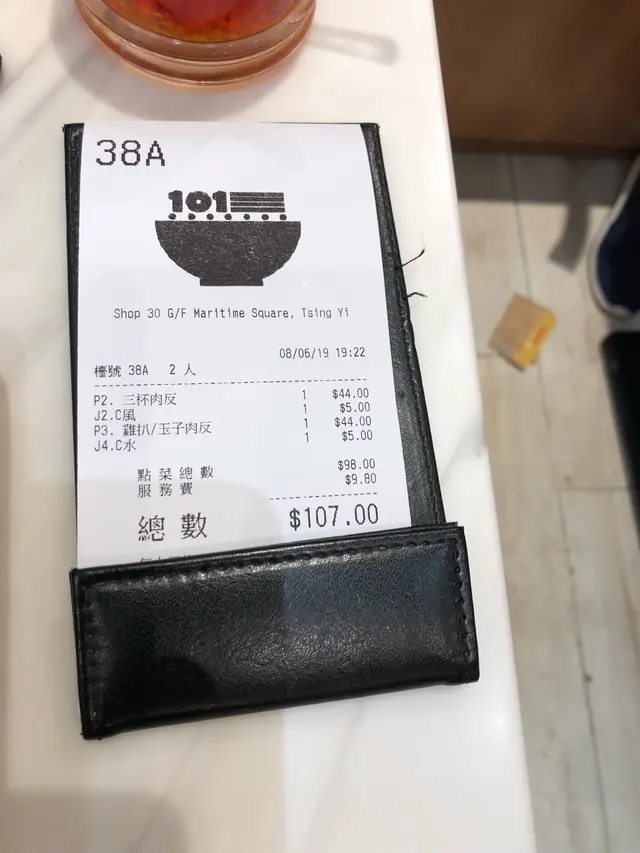 38A
101
Shop 30 G/F Maritime Square, Tsing Yi
08/06/19 19:22
檯號 38A 2 人
P2. 三杯肉反 1 $44.00
J2.C風 1 $5.00
P3. 雞扒/玉子肉反 1 $44.00
J4.C水 1 $5.00
點菜總數 $98.00
服務費 $9.80
總數 $107.00